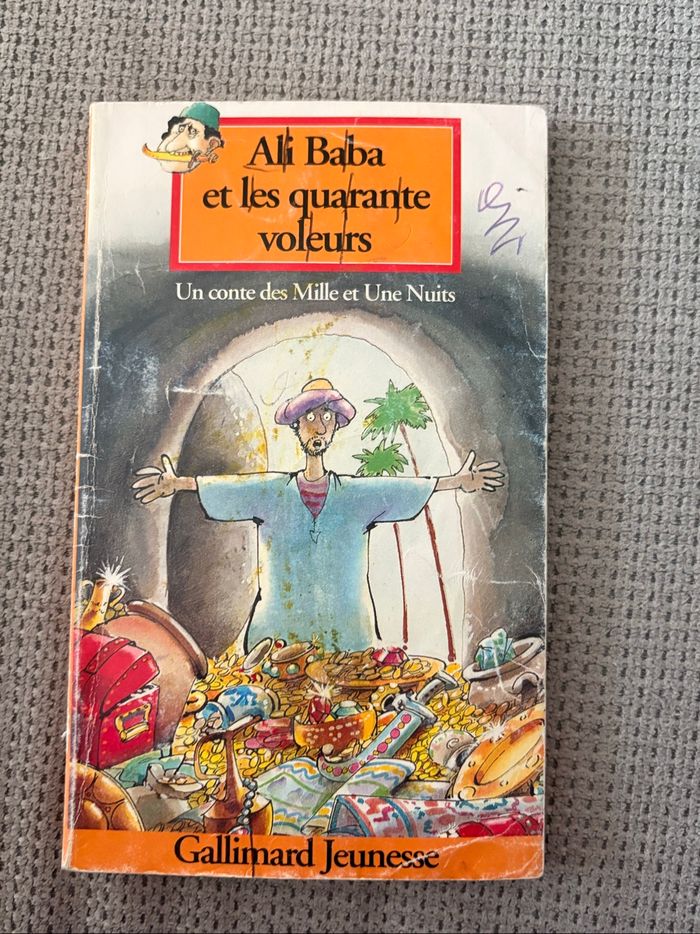 Ali Baba
et les quarante
voleurs
Un conte des Mille et Une Nuits
Gallimard Jeunesse